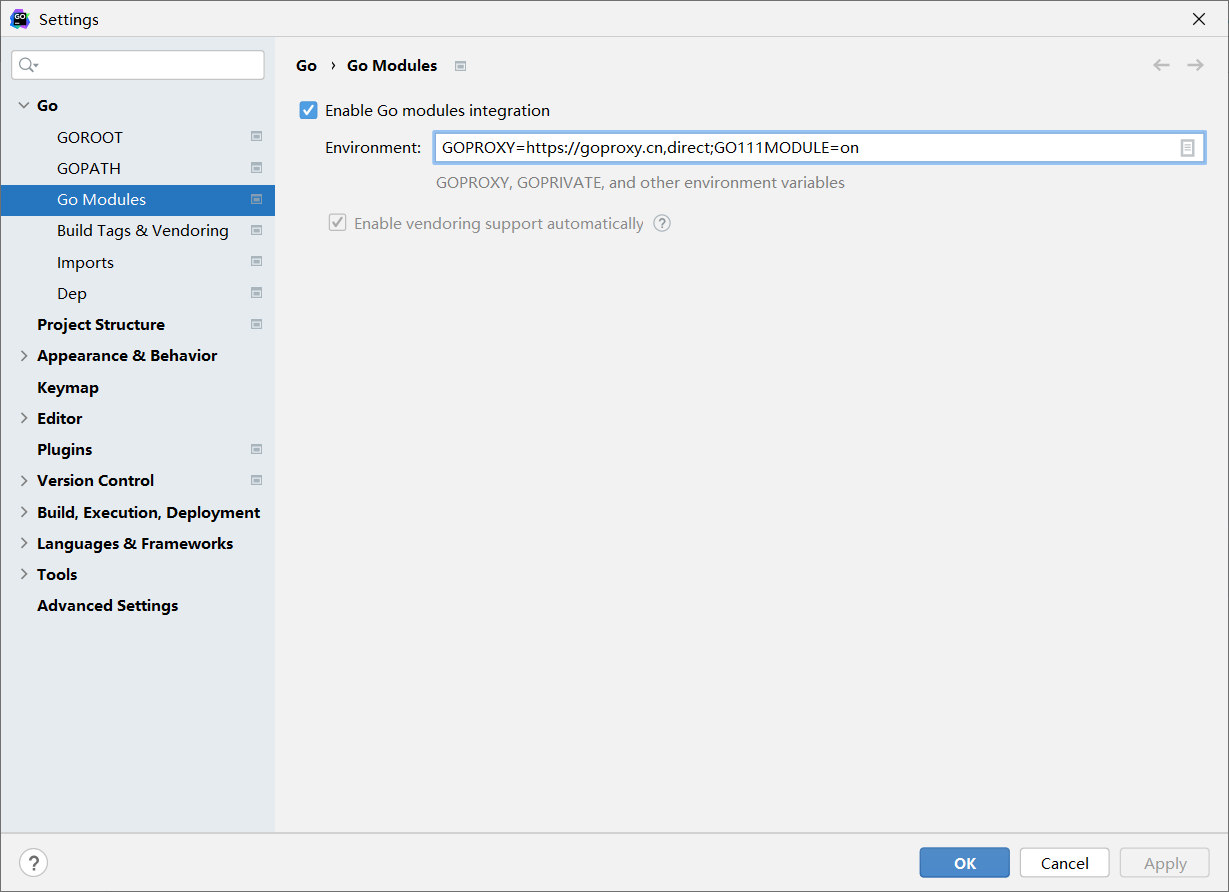 Settings
Go
GOROOT
GOPATH
Go Modules
Build Tags & Vendoring
Imports
Dep
Project Structure
Appearance & Behavior
Keymap
Editor
Plugins
Version Control
Build, Execution, Deployment
Languages & Frameworks
Tools
Advanced Settings
Go › Go Modules
Enable Go modules integration
Environment: GOPROXY=https://goproxy.cn,direct;GO111MODULE=on
GOPROXY, GOPRIVATE, and other environment variables
Enable vendoring support automatically ?
? OK Cancel Apply